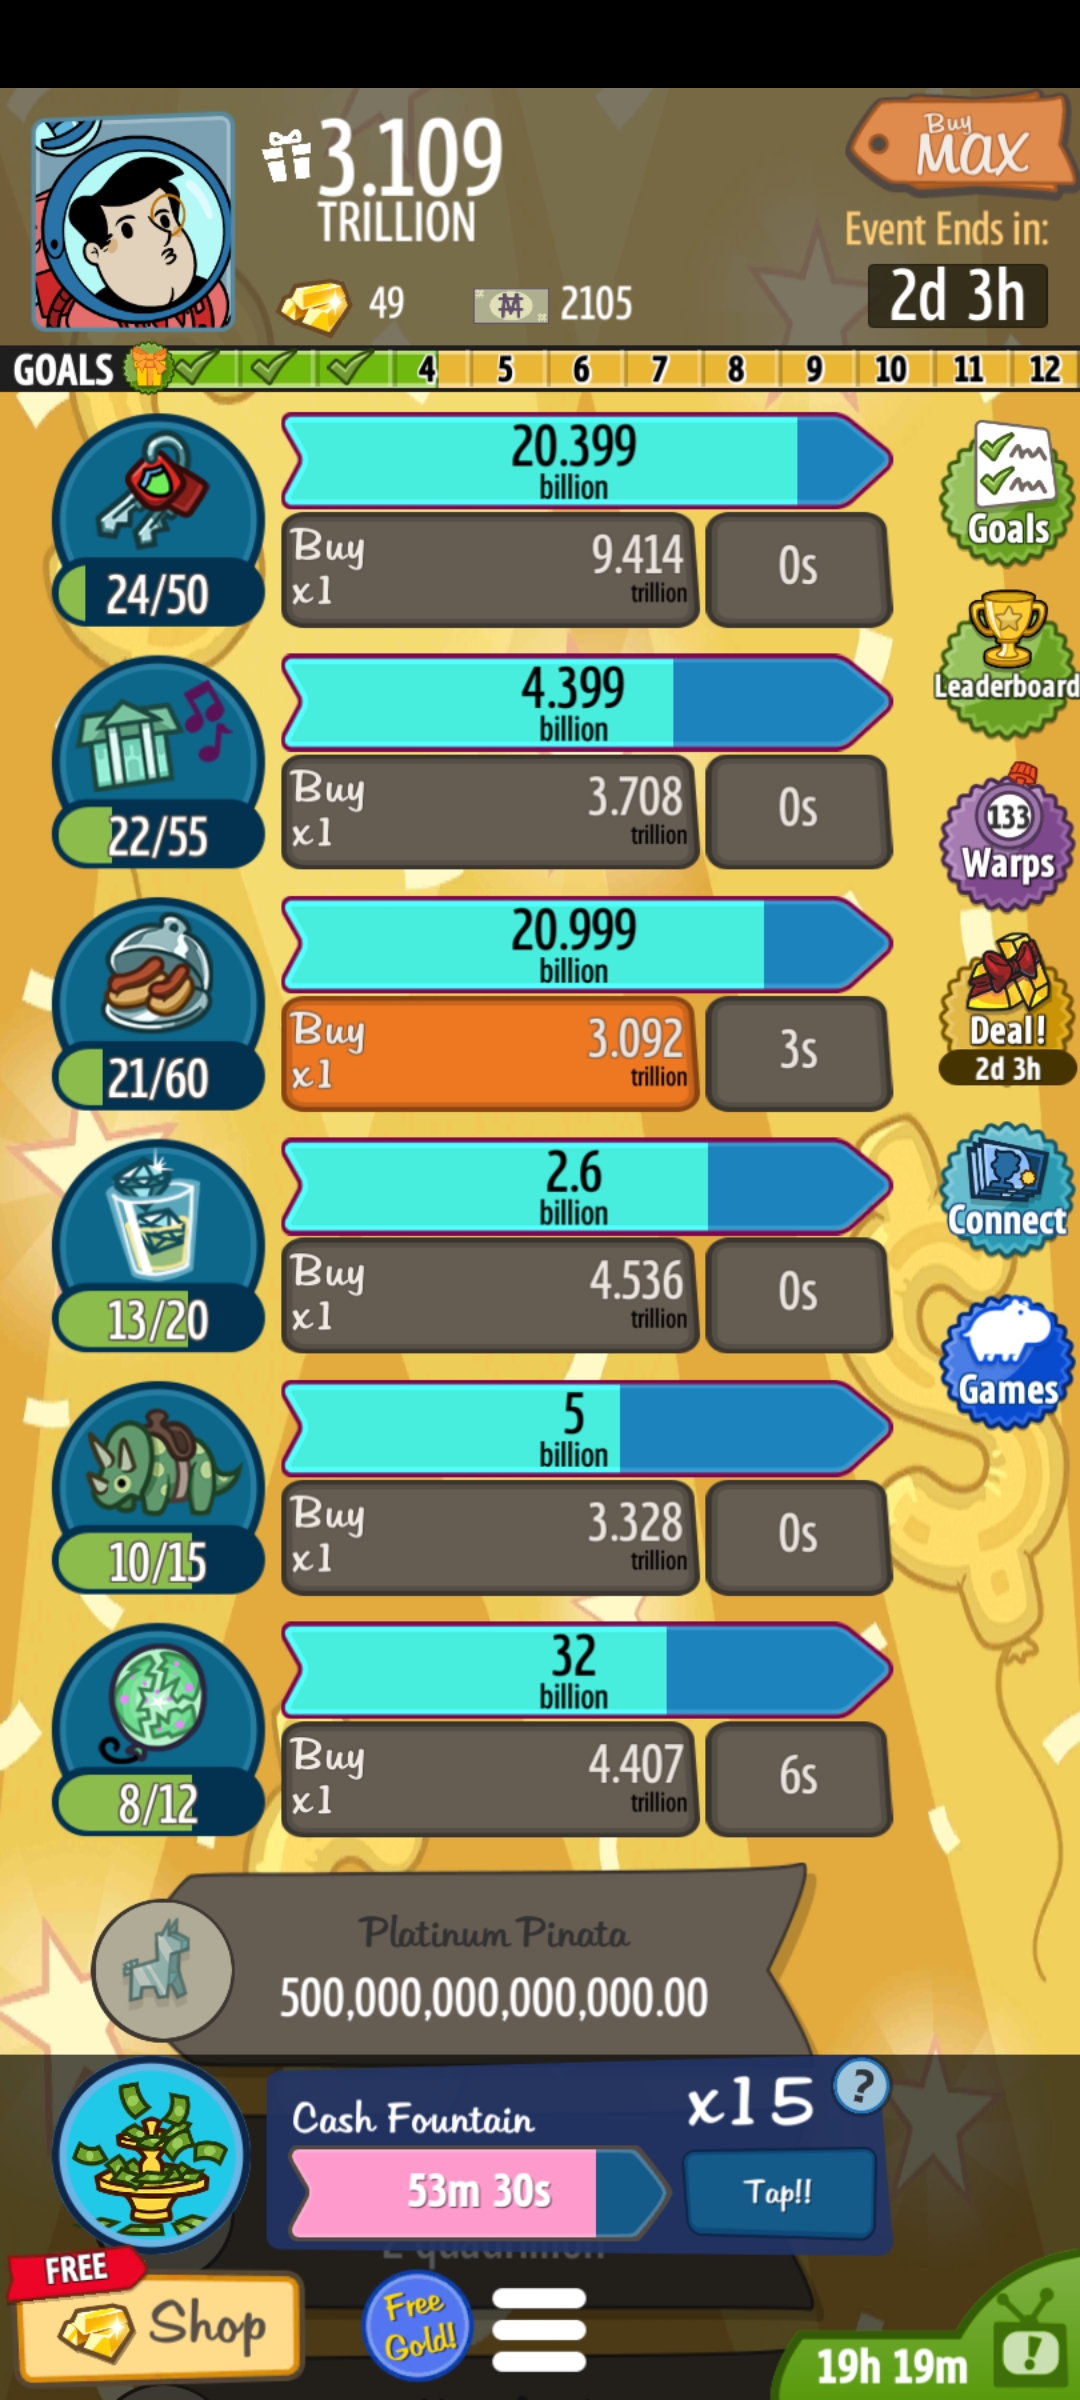 3.109
TRILLION
Buy
MAX
Event Ends in:
2d 3h
49
2105
GOALS 4 5 6 7 8 9 10 11 12
20.399
billion
Buy
x1
9.414
trillion
0s
24/50
Goals
4.399
billion
Buy
x1
3.708
trillion
0s
22/55
Leaderboard
133
Warps
20.999
billion
Buy
x1
3.092
trillion
3s
21/60
Deal!
2d 3h
2.6
billion
Buy
x1
4.536
trillion
0s
13/20
Connect
5
billion
Buy
x1
3.328
trillion
0s
10/15
Games
32
billion
Buy
x1
4.407
trillion
6s
8/12
Platinum Pinata
500,000,000,000,000.00
Cash Fountain
x15
?
53m 30s
Tap!!
2 quadrillion
FREE
Shop
Free
Gold!
19h 19m
!